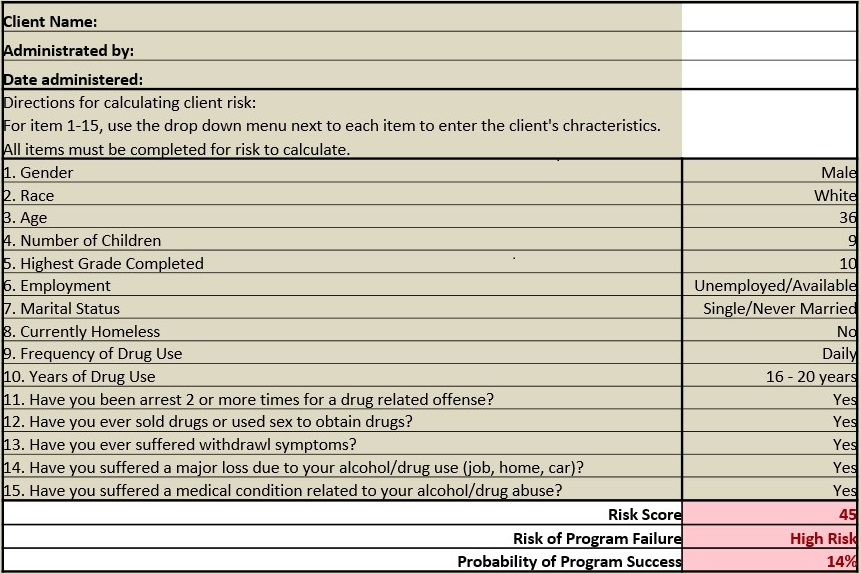 Client Name:
Administrated by:
Date administered:
Directions for calculating client risk:
For item 1-15, use the drop down menu next to each item to enter the client's chracteristics.
All items must be completed for risk to calculate.
1. Gender Male
2. Race White
3. Age 36
4. Number of Children 9
5. Highest Grade Completed 10
6. Employment Unemployed/Available
7. Marital Status Single/Never Married
8. Currently Homeless No
9. Frequency of Drug Use Daily
10. Years of Drug Use 16 - 20 years
11. Have you been arrest 2 or more times for a drug related offense? Yes
12. Have you ever sold drugs or used sex to obtain drugs? Yes
13. Have you ever suffered withdrawl symptoms? Yes
14. Have you suffered a major loss due to your alcohol/drug use (job, home, car)? Yes
15. Have you suffered a medical condition related to your alcohol/drug abuse? Yes
Risk Score 45
Risk of Program Failure High Risk
Probability of Program Success 14%